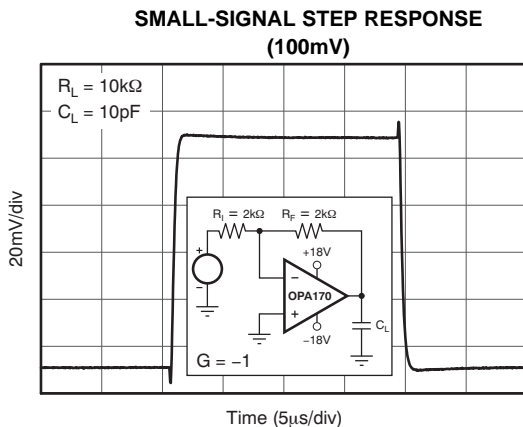 SMALL-SIGNAL STEP RESPONSE
(100mV)
R_L = 10kΩ
C_L = 10pF
20mV/div
R_I = 2kΩ
R_F = 2kΩ
+
−
+18V
−
OPA170
+
−18V
C_L
G = −1
Time (5μs/div)